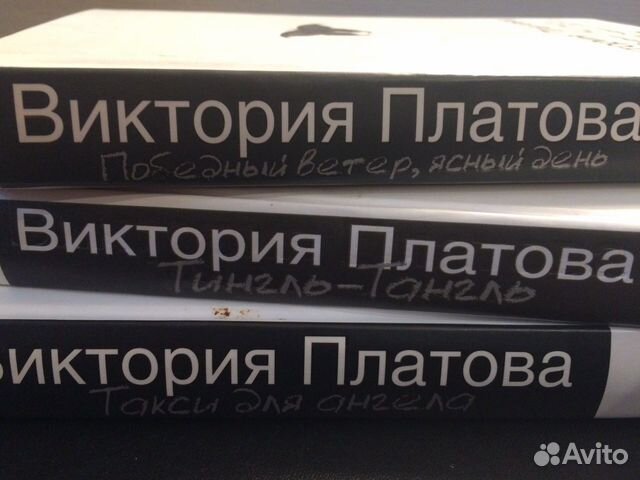 Виктория Платова
Победный ветер, ясный день
Виктория Платова
Тингль-Тангль
Виктория Платова
Такси для ангела
Avito